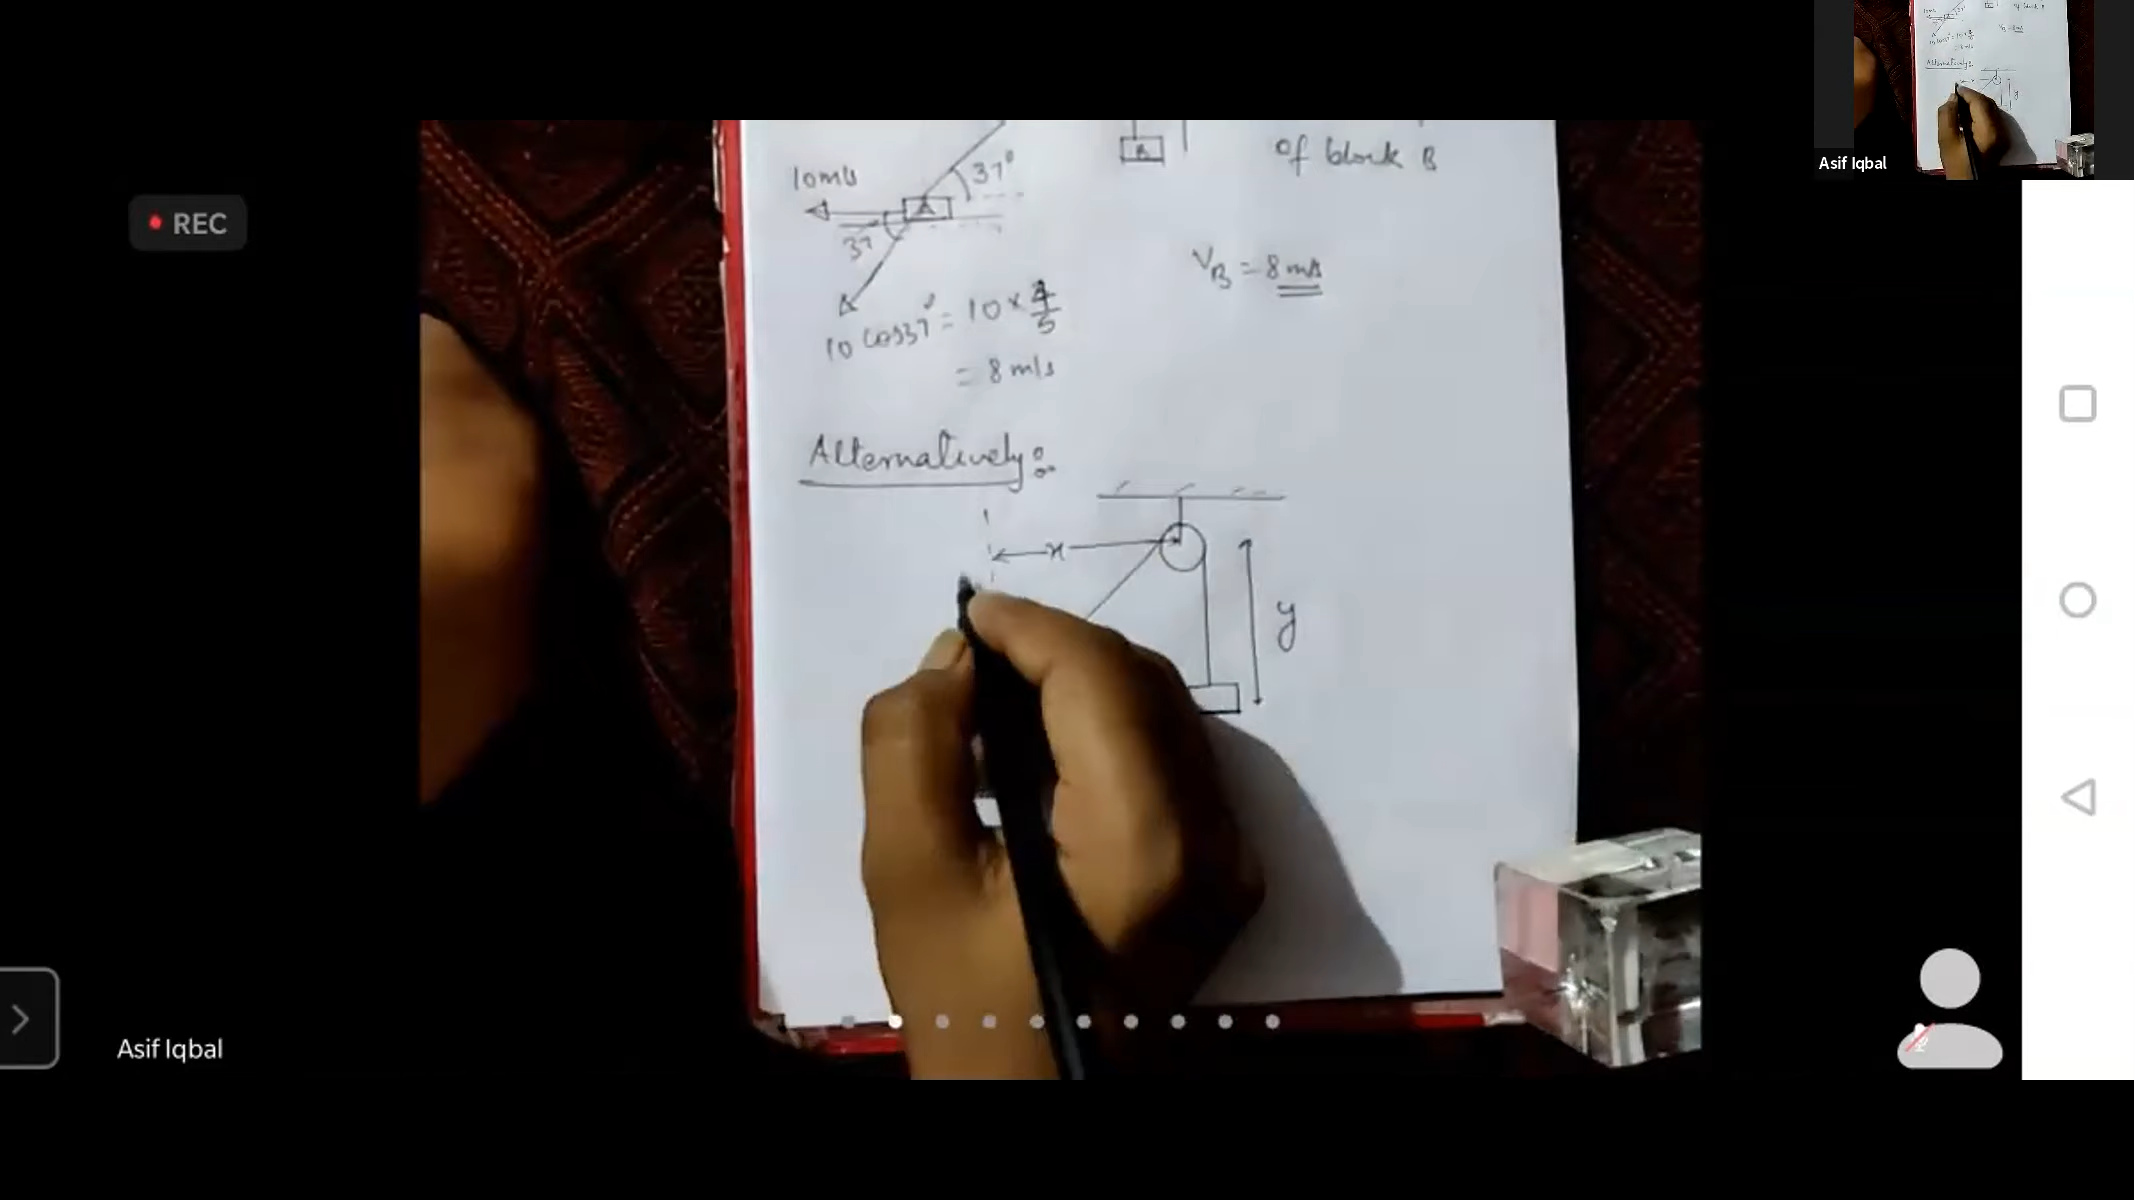 REC
Asif Iqbal
10m/s
37°
A
37
B
of block B
V_B = 8 m/s
10 cos37° = 10 × 4/5
= 8 m/s
Alternatively:
x
y
Asif Iqbal